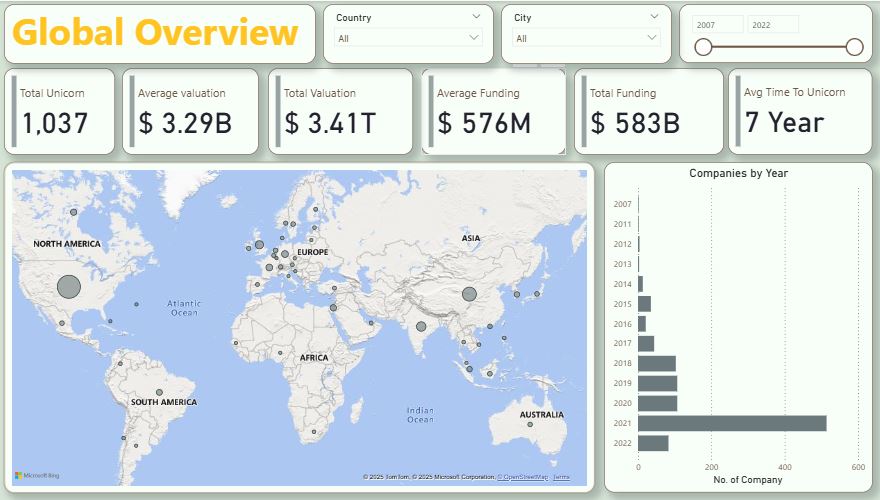 Global Overview
Country
All
City
All
2007
2022
Total Unicorn
1,037
Average valuation
$ 3.29B
Total Valuation
$ 3.41T
Average Funding
$ 576M
Total Funding
$ 583B
Avg Time To Unicorn
7 Year
NORTH AMERICA
EUROPE
ASIA
Atlantic
Ocean
AFRICA
SOUTH AMERICA
Indian
Ocean
AUSTRALIA
Microsoft Bing
© 2025 TomTom, © 2025 Microsoft Corporation, © OpenStreetMap Terms
Companies by Year
2007
2011
2012
2013
2014
2015
2016
2017
2018
2019
2020
2021
2022
0 200 400 600
No. of Company